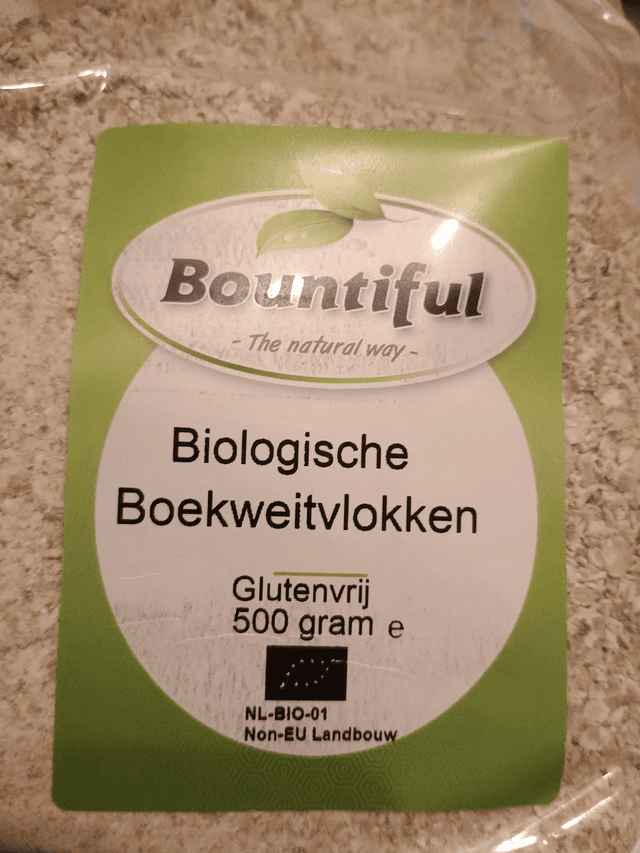 Bountiful
- The natural way -
Biologische
Boekweitvlokken
Glutenvrij
500 gram e
NL-BIO-01
Non-EU Landbouw